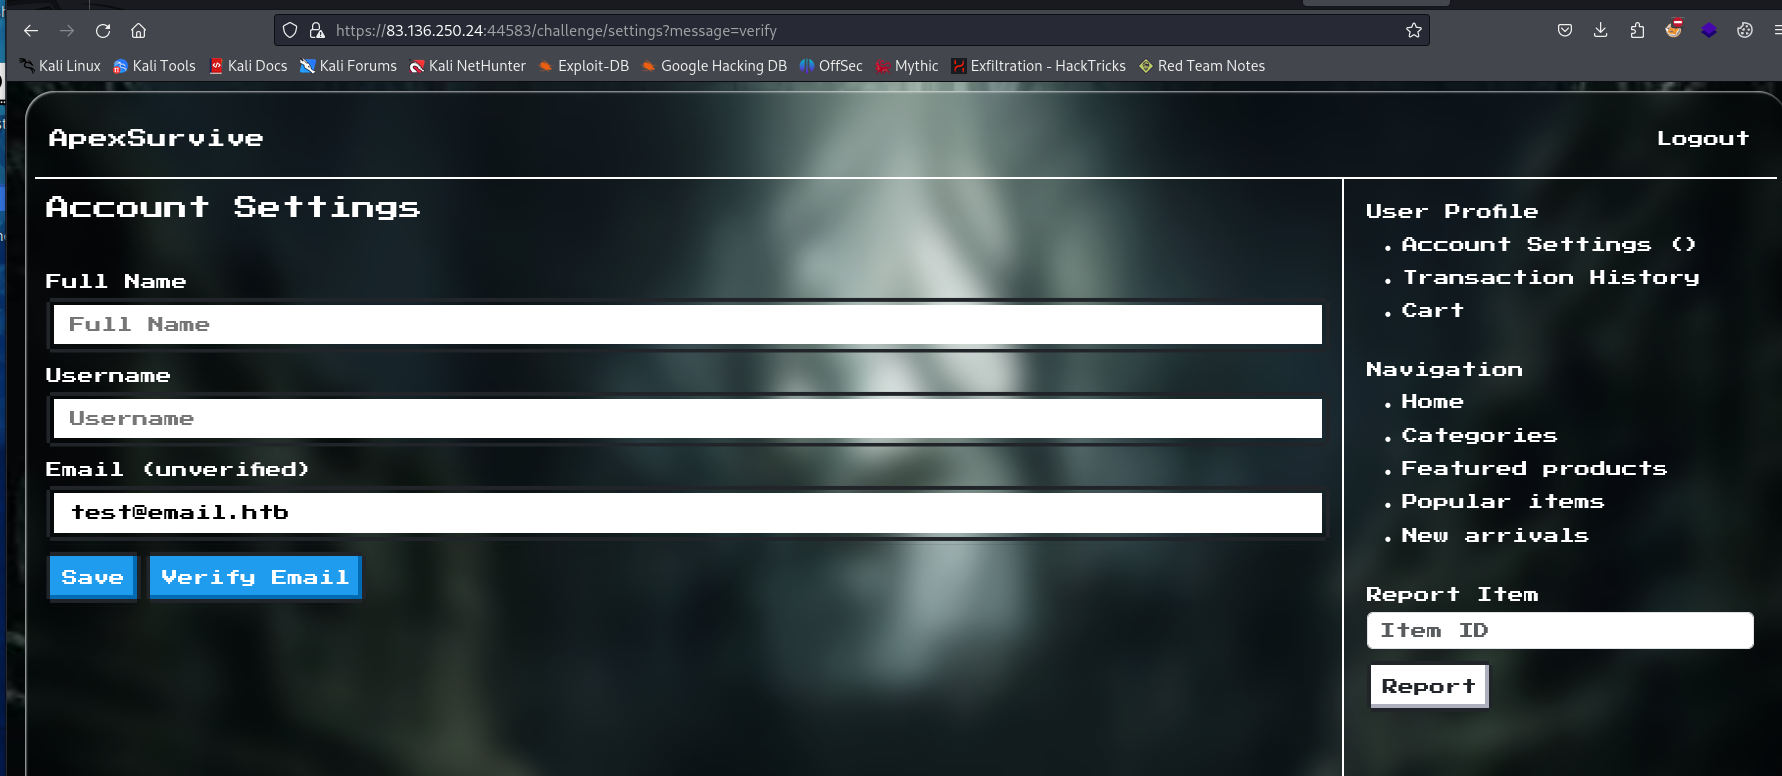 https://83.136.250.24:44583/challenge/settings?message=verify
Kali Linux Kali Tools Kali Docs Kali Forums Kali NetHunter Exploit-DB Google Hacking DB OffSec Mythic Exfiltration - HackTricks Red Team Notes
ApexSurvive
Logout
Account Settings
Full Name
Full Name
Username
Username
Email (unverified)
test@email.htb
Save Verify Email
User Profile
• Account Settings ()
• Transaction History
• Cart
Navigation
• Home
• Categories
• Featured products
• Popular items
• New arrivals
Report Item
Item ID
Report